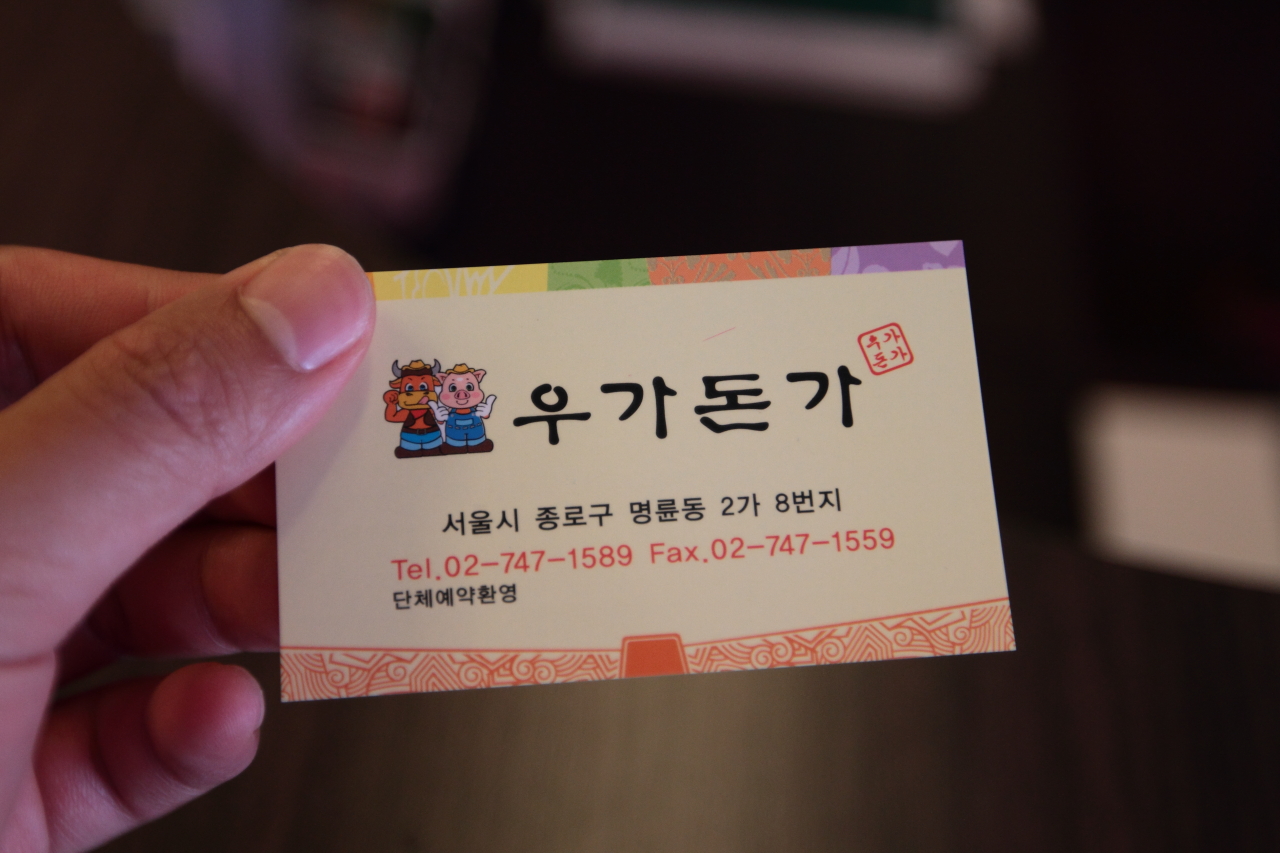 우가돈가
우가
돈가
서울시 종로구 명륜동 2가 8번지
Tel.02-747-1589 Fax.02-747-1559
단체예약환영